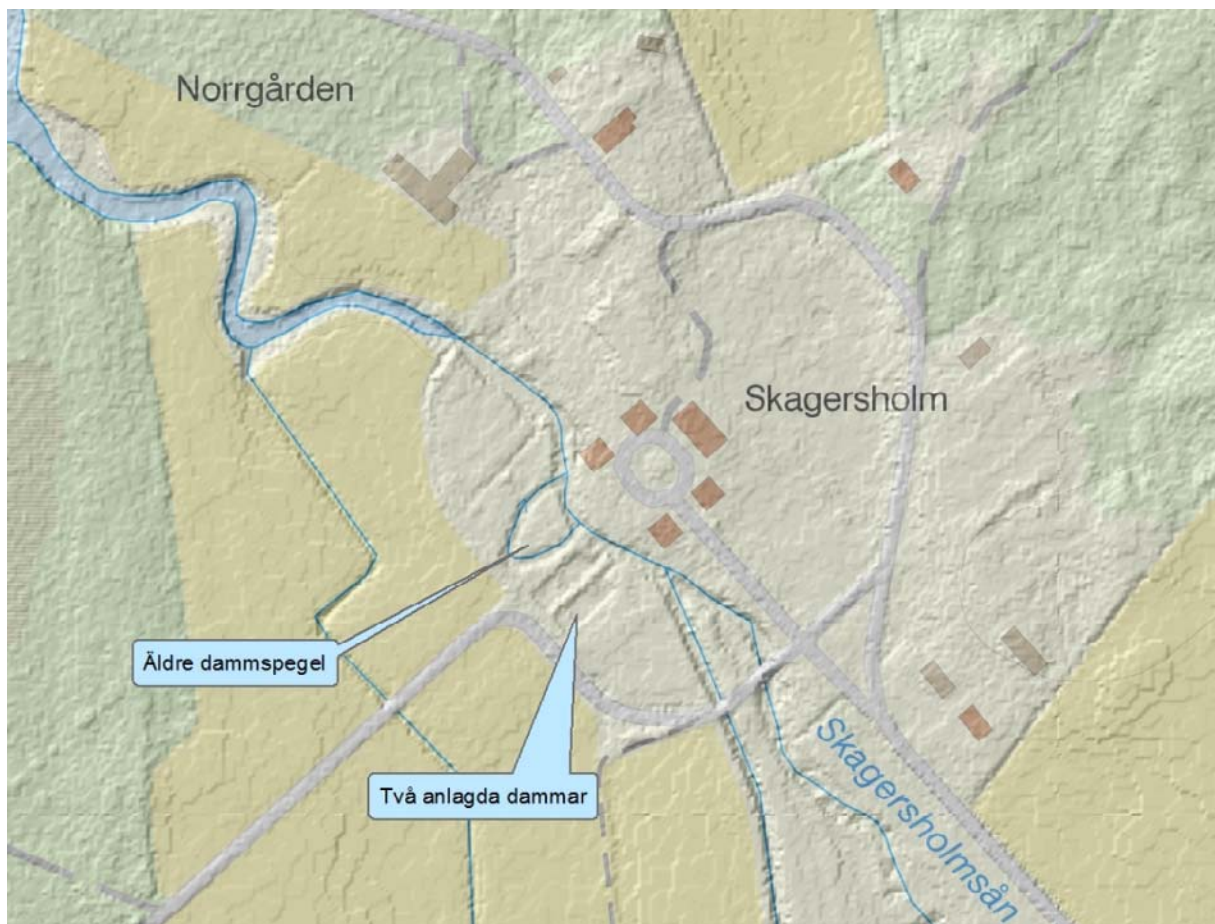 Norrgården
Skagersholm
Äldre dammspegel
Två anlagda dammar
Skagersholmsån